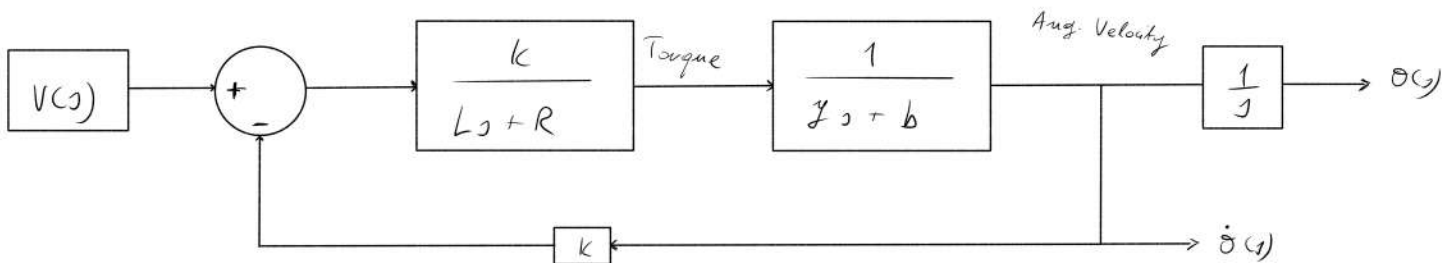 Ang. Velocity
k
Torque
1
1
θ(s)
V(s)
+
Ls + R
Js + b
s
-
k
θ̇(s)